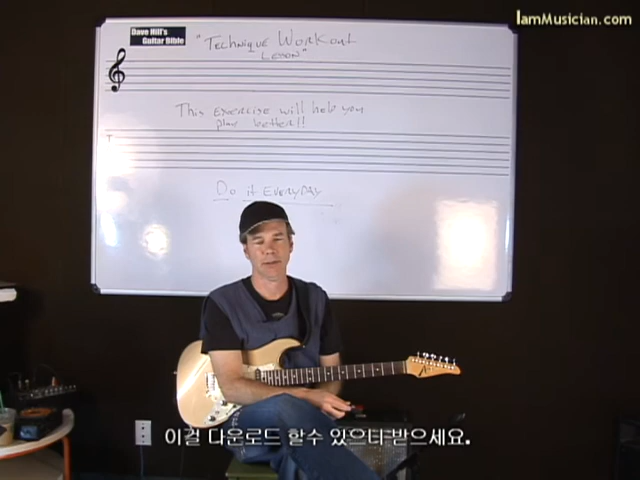 IamMusician.com
Dave Hill's
Guitar Bible
"Technique Workout
Lesson"
This exercise will help you
play better!!
T
Do it EVERYDAY
이걸 다운로드 할수 있으니 받으세요.